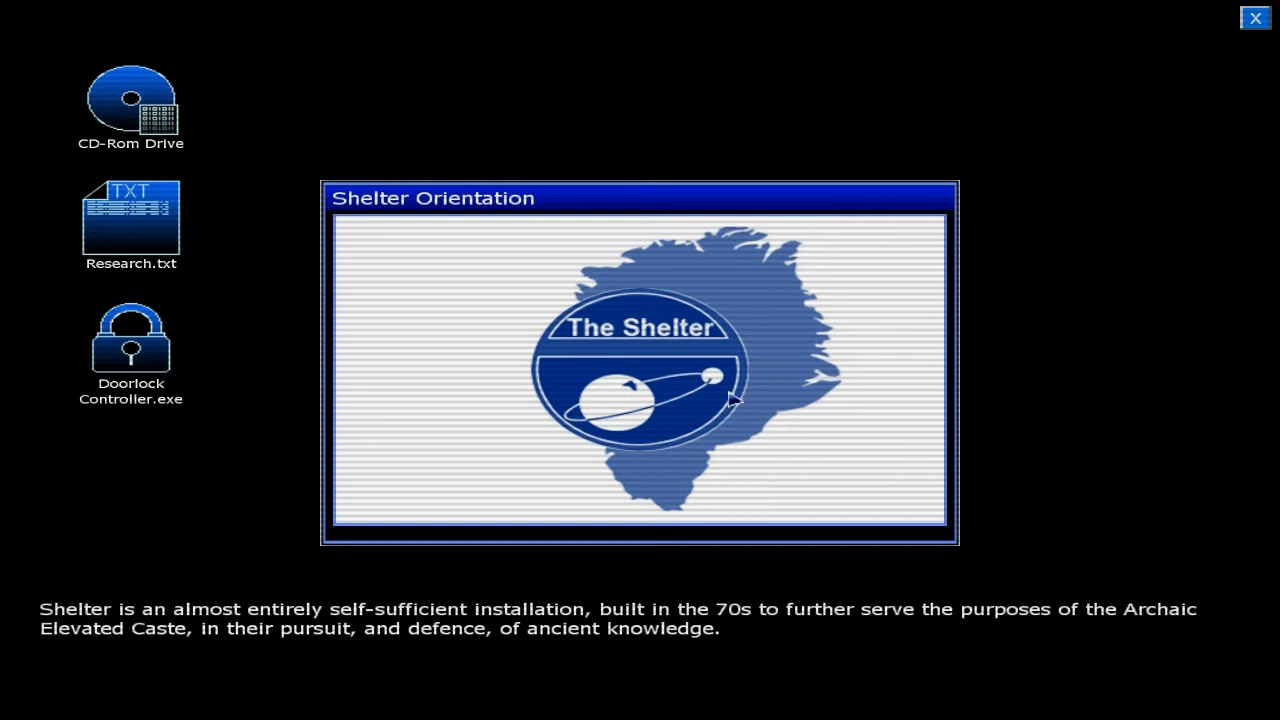 X
CD-Rom Drive
TXT
Research.txt
Doorlock
Controller.exe
Shelter Orientation
The Shelter
Shelter is an almost entirely self-sufficient installation, built in the 70s to further serve the purposes of the Archaic
Elevated Caste, in their pursuit, and defence, of ancient knowledge.